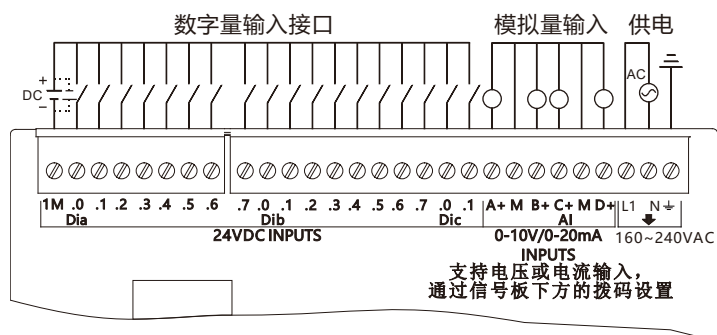 数字量输入接口 模拟量输入 供电
+
DC
−
AC
1M .0 .1 .2 .3 .4 .5 .6 .7 .0 .1 .2 .3 .4 .5 .6 .7 .0 .1 A+ M B+ C+ M D+ L1 N
Dia Dib Dic AI
24VDC INPUTS 0-10V/0-20mA 160~240VAC
INPUTS
支持电压或电流输入，
通过信号板下方的拨码设置